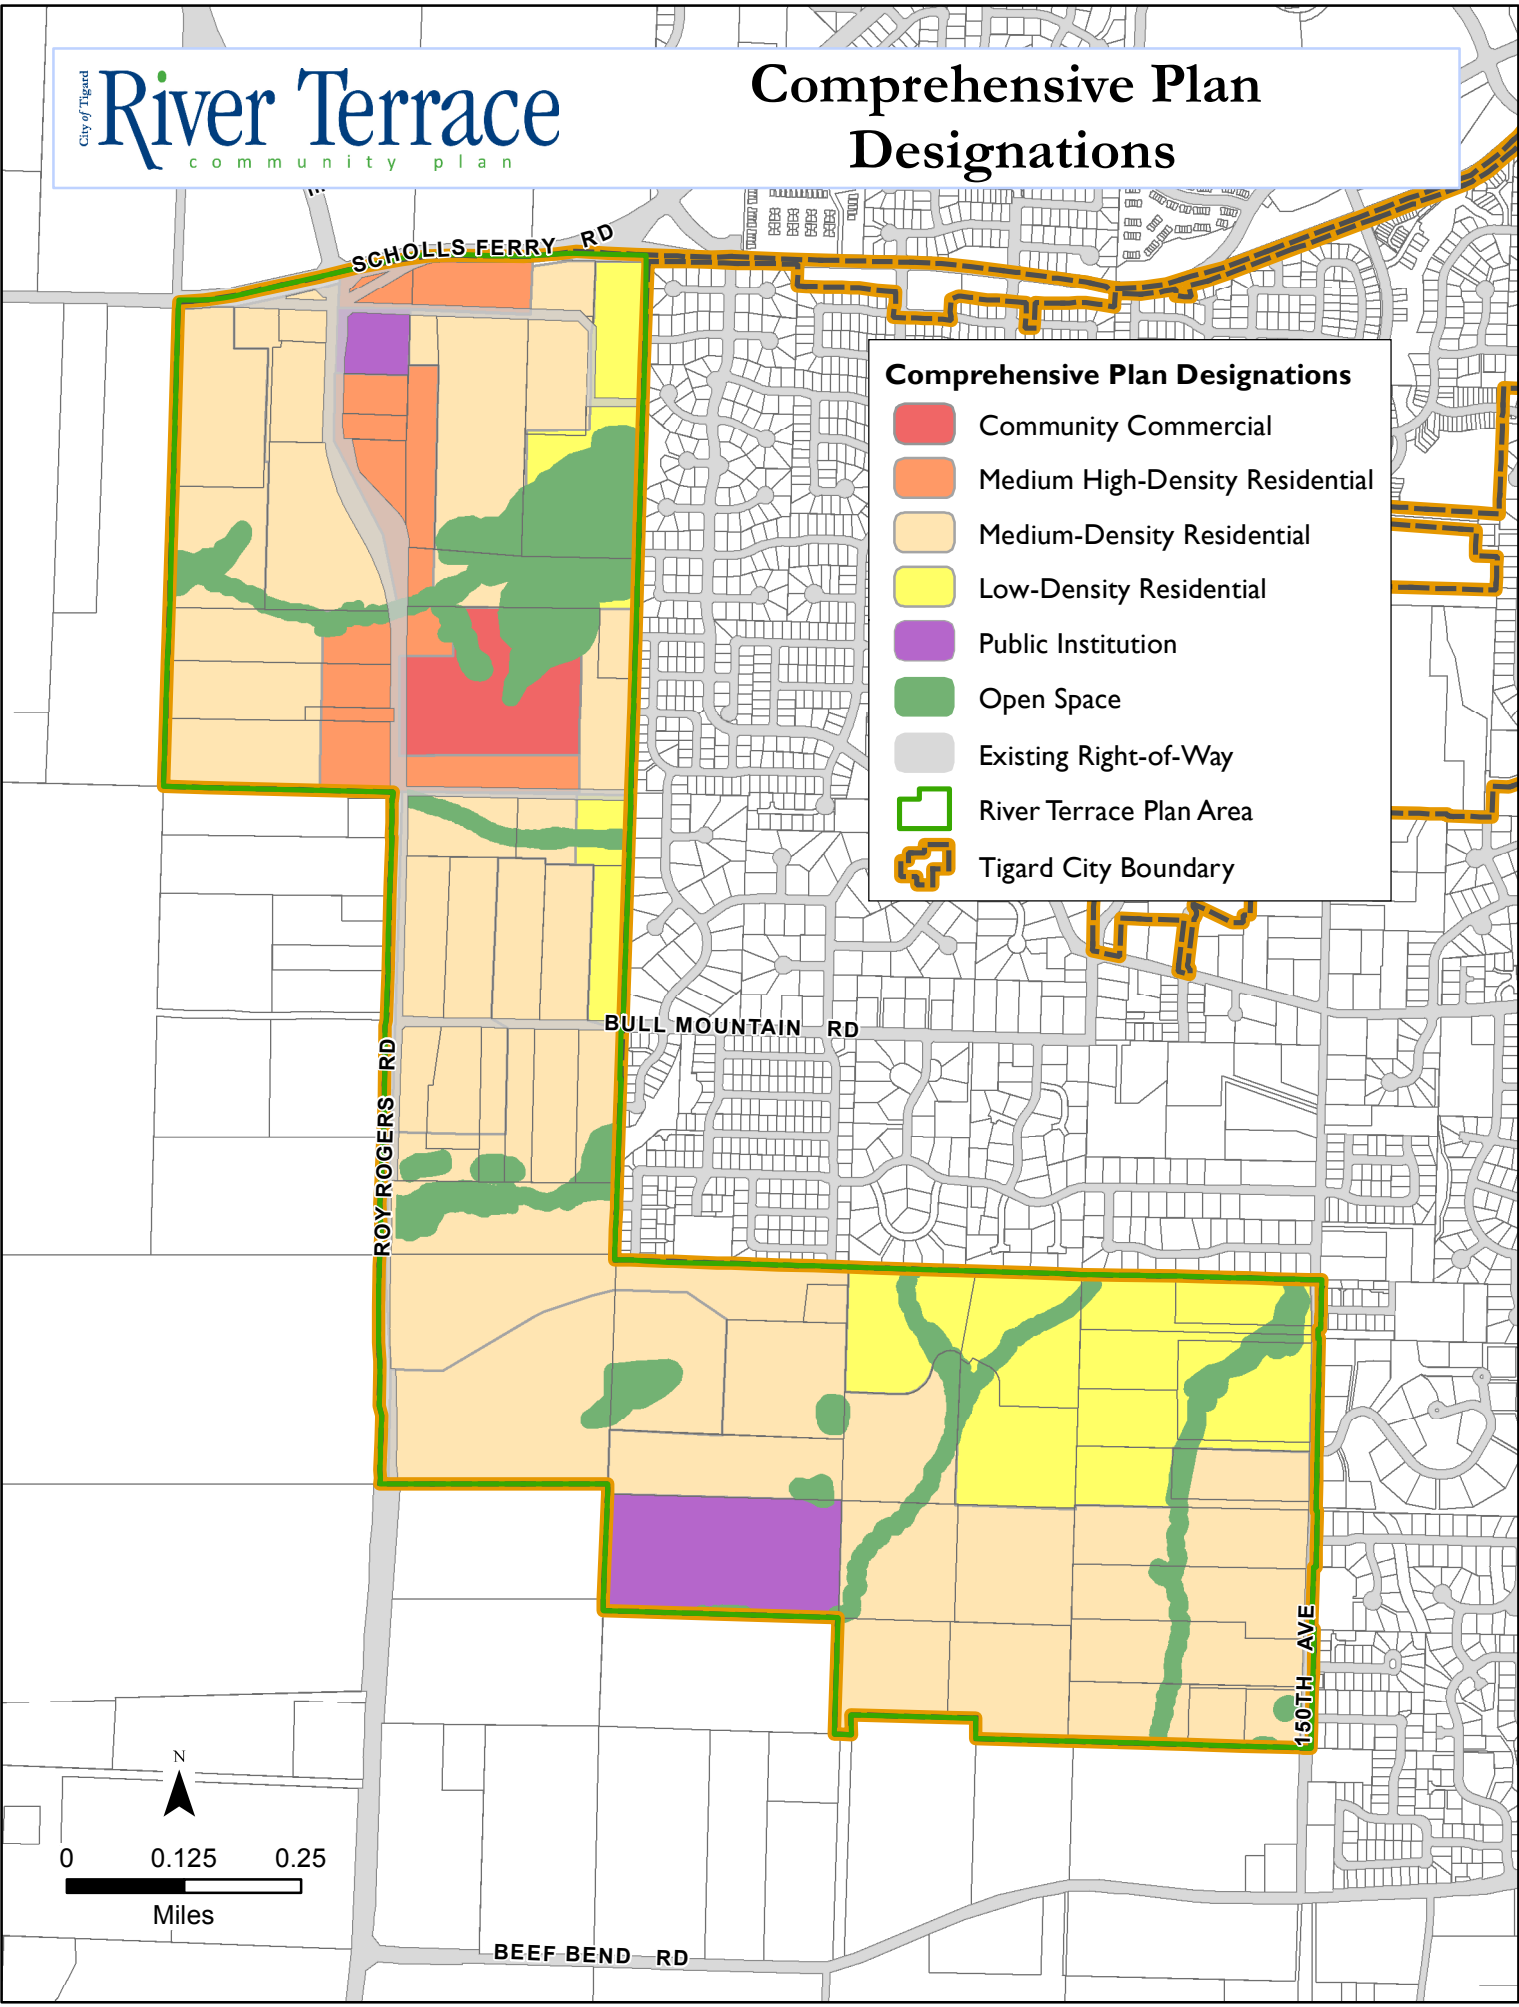 City of Tigard
River Terrace
community plan
Comprehensive Plan
Designations
SCHOLLS FERRY RD
Comprehensive Plan Designations
Community Commercial
Medium High-Density Residential
Medium-Density Residential
Low-Density Residential
Public Institution
Open Space
Existing Right-of-Way
River Terrace Plan Area
Tigard City Boundary
BULL MOUNTAIN RD
ROY ROGERS RD
150TH AVE
N
0 0.125 0.25
Miles
BEEF BEND RD